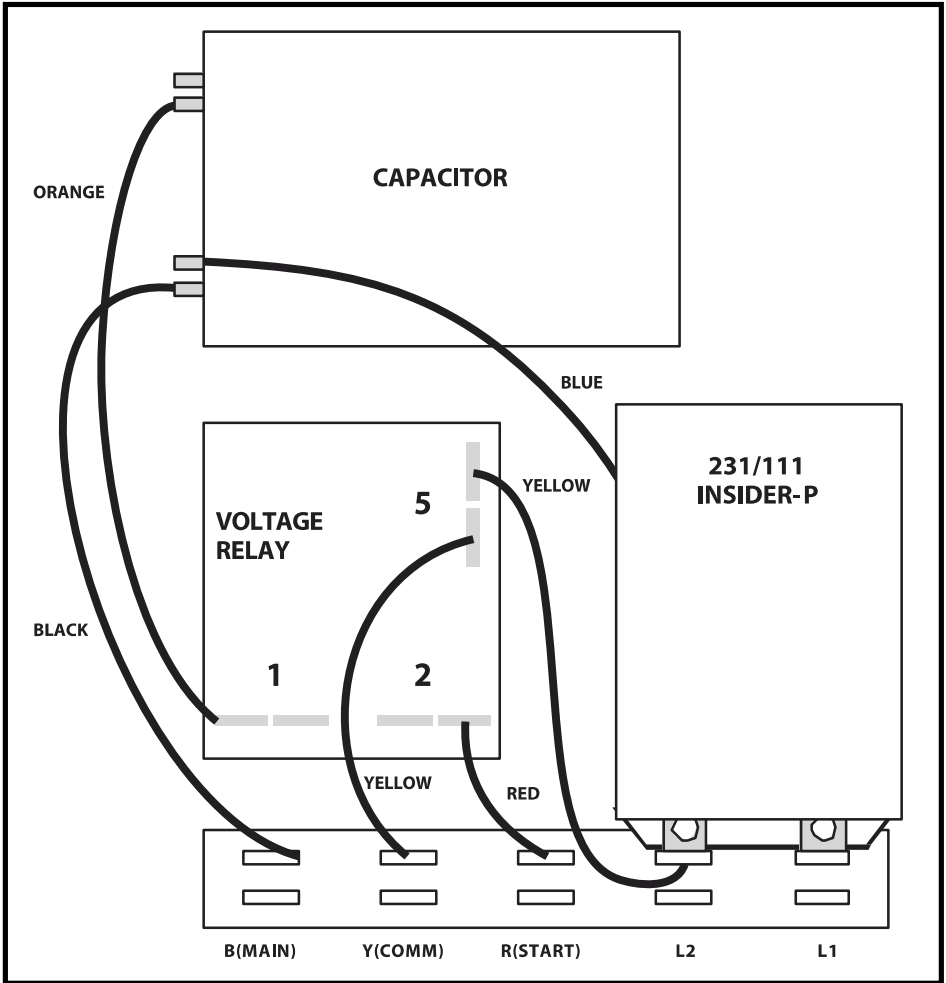 CAPACITOR
ORANGE
BLUE
231/111
INSIDER-P
YELLOW
5
VOLTAGE
RELAY
BLACK
1
2
YELLOW
RED
B(MAIN)
Y(COMM)
R(START)
L2
L1